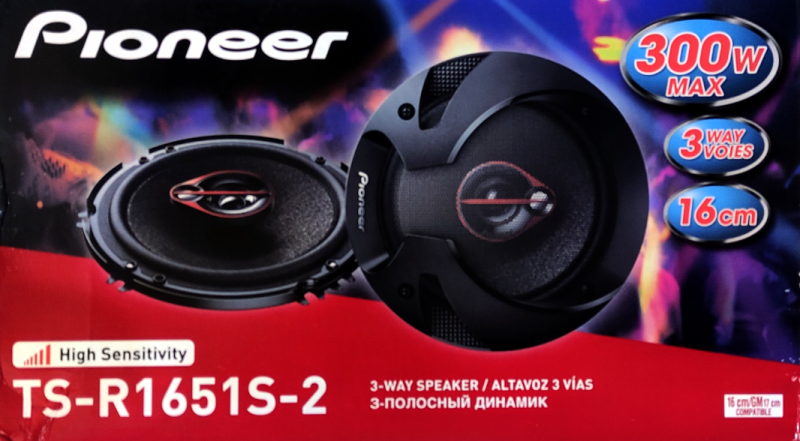 Pioneer
300W
MAX
3 WAY
VOIES
16cm
Pioneer
High Sensitivity
TS-R1651S-2
3-WAY SPEAKER / ALTAVOZ 3 VÍAS
3-ПОЛОСНЫЙ ДИНАМИК
16 cm/GM 17 cm
COMPATIBLE